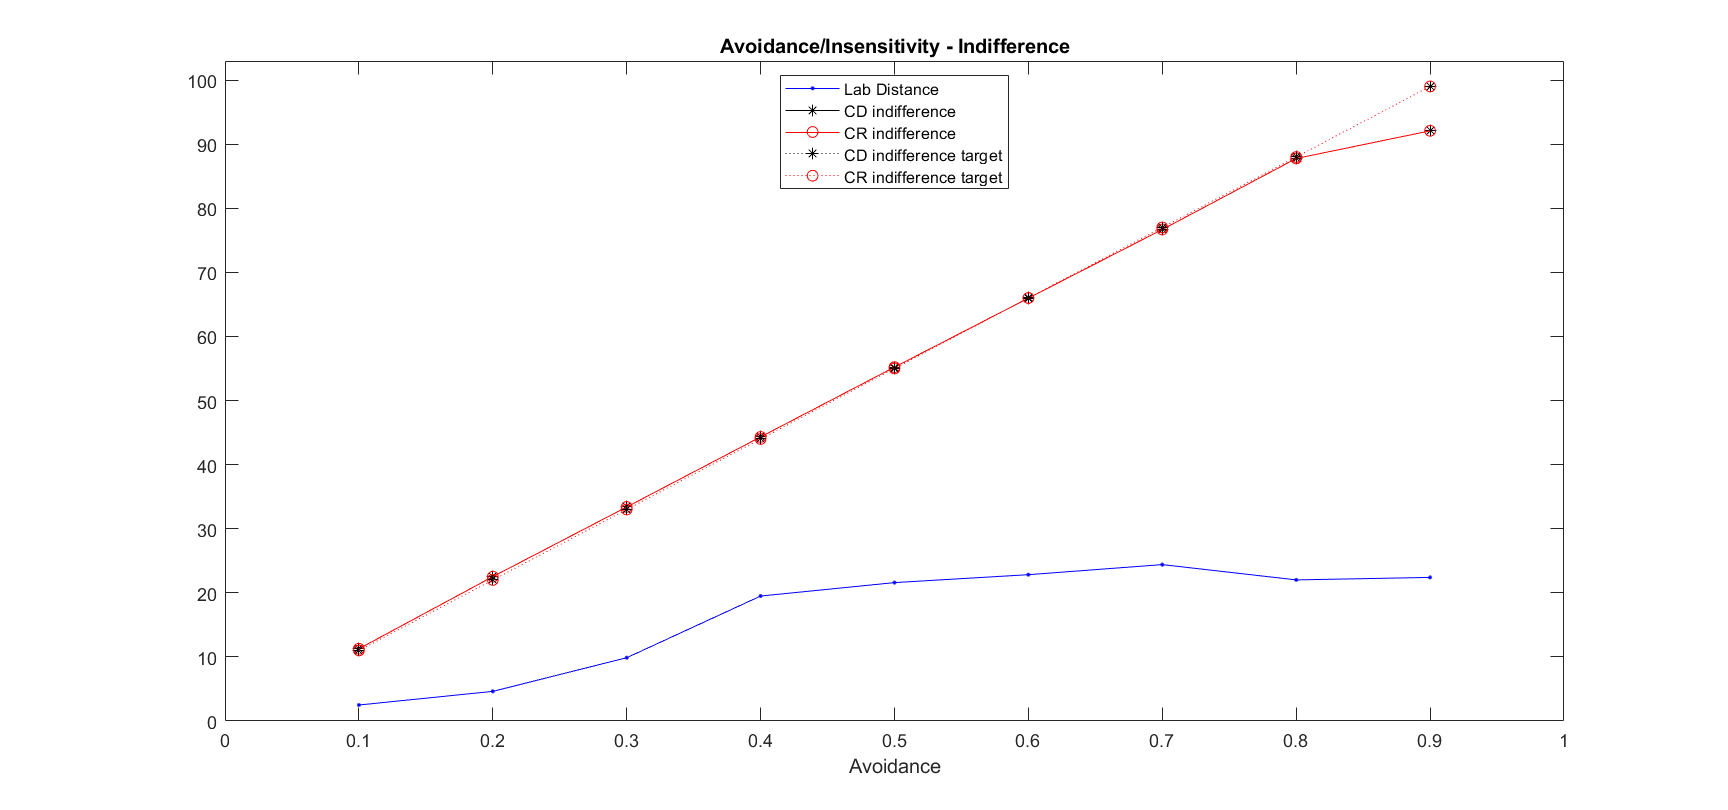 Avoidance/Insensitivity - Indifference
Lab Distance
CD indifference
CR indifference
CD indifference target
CR indifference target
100
90
80
70
60
50
40
30
20
10
0
0 0.1 0.2 0.3 0.4 0.5 0.6 0.7 0.8 0.9 1
Avoidance